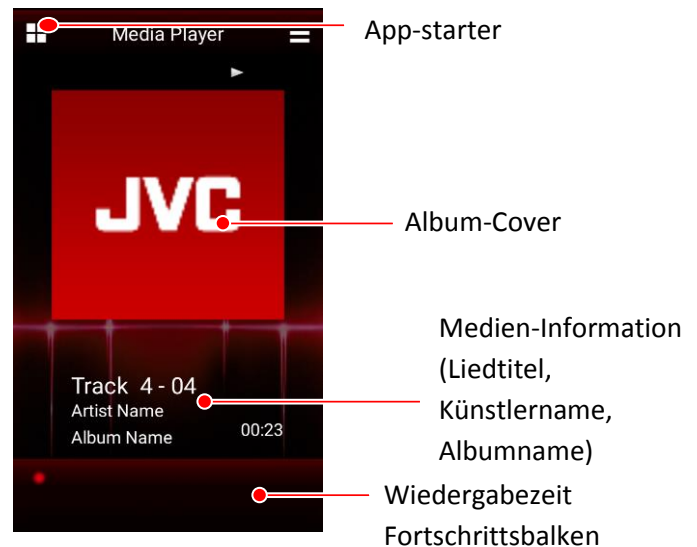 Media Player
App-starter
JVC
Album-Cover
Track 4 - 04
Artist Name
Album Name
00:23
Medien-Information
(Liedtitel,
Künstlername,
Albumname)
Wiedergabezeit
Fortschrittsbalken